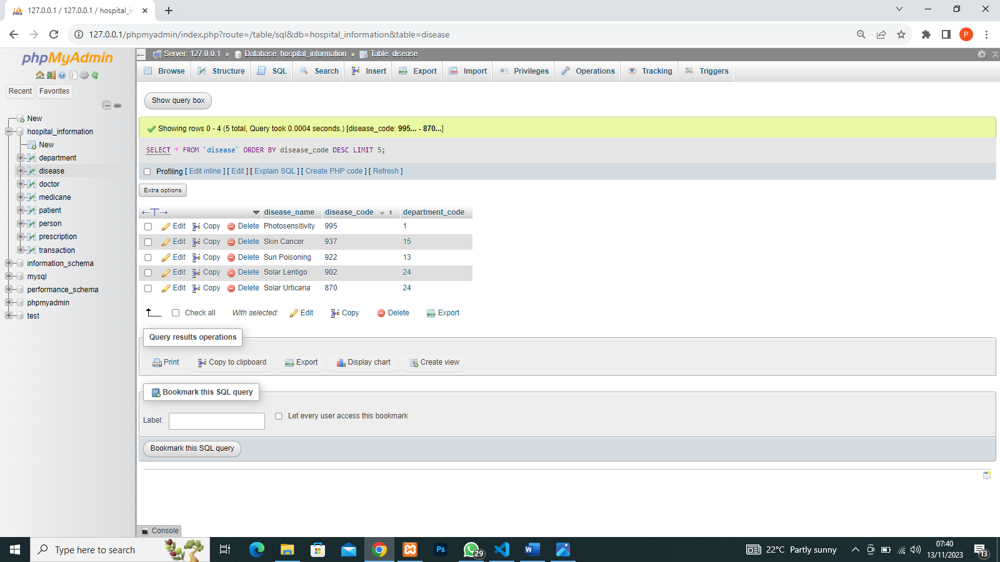 127.0.0.1 / 127.0.0.1 / hospital_in
127.0.0.1/phpmyadmin/index.php?route=/table/sql&db=hospital_information&table=disease
P
phpMyAdmin
Recent Favorites
New
hospital_information
New
department
disease
doctor
medicane
patient
person
prescription
transaction
information_schema
mysql
performance_schema
phpmyadmin
test
Server: 127.0.0.1 » Database: hospital_information » Table: disease
Browse Structure SQL Search Insert Export Import Privileges Operations Tracking Triggers
Show query box
Showing rows 0 - 4 (5 total, Query took 0.0004 seconds.) [disease_code: 995... - 870...]
SELECT * FROM `disease` ORDER BY disease_code DESC LIMIT 5;
Profiling [ Edit inline ] [ Edit ] [ Explain SQL ] [ Create PHP code ] [ Refresh ]
Extra options
disease_name disease_code 1 department_code
Edit Copy Delete Photosensitivity 995 1
Edit Copy Delete Skin Cancer 937 15
Edit Copy Delete Sun Poisoning 922 13
Edit Copy Delete Solar Lentigo 902 24
Edit Copy Delete Solar Urticaria 870 24
Check all With selected: Edit Copy Delete Export
Query results operations
Print Copy to clipboard Export Display chart Create view
Bookmark this SQL query
Label: Let every user access this bookmark
Bookmark this SQL query
Console
Type here to search
Ps
29
22°C Partly sunny
07:40
13/11/2023
13